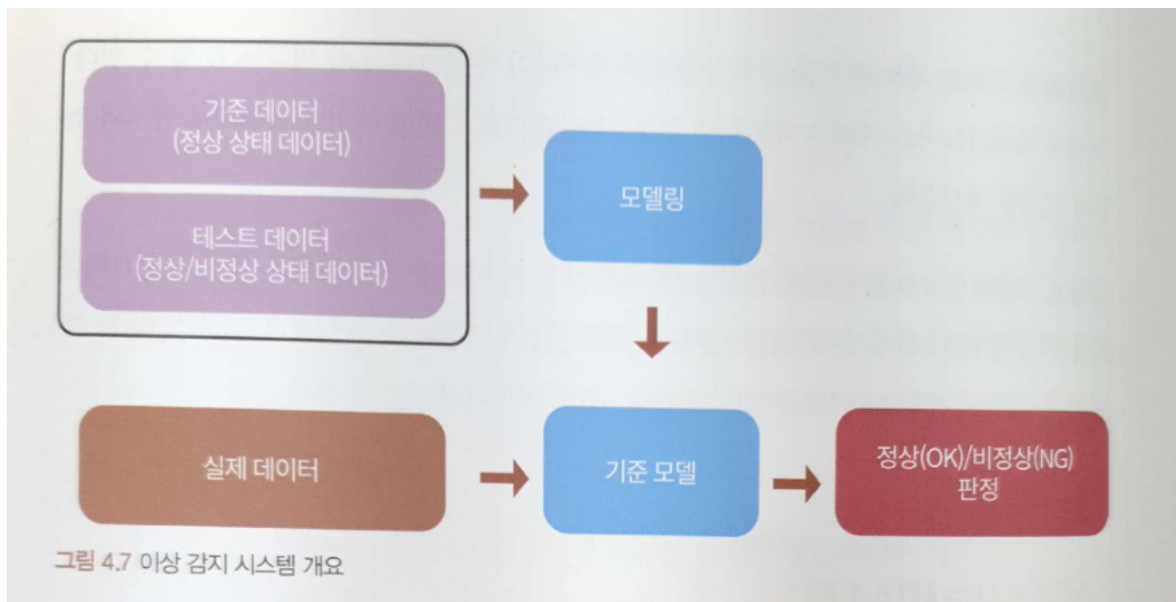 기준 데이터
(정상 상태 데이터)
모델링
테스트 데이터
(정상/비정상 상태 데이터)
실제 데이터
기준 모델
정상(OK)/비정상(NG)
판정
그림 4.7 이상 감지 시스템 개요